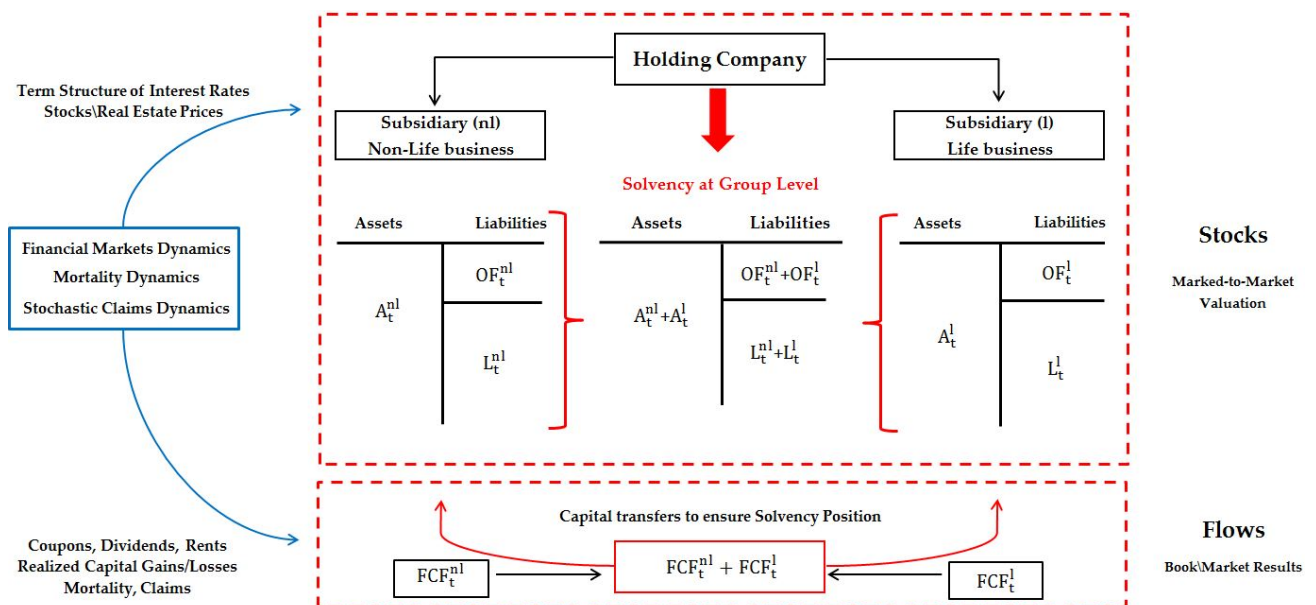 Holding Company
Term Structure of Interest Rates
Stocks\Real Estate Prices
Subsidiary (nl)
Non-Life business
Subsidiary (l)
Life business
Solvency at Group Level
Assets Liabilities
Assets Liabilities
Assets Liabilities
Financial Markets Dynamics
Mortality Dynamics
Stochastic Claims Dynamics
OF_t^nl
A_t^nl
L_t^nl
OF_t^nl+OF_t^l
A_t^nl+A_t^l
L_t^nl+L_t^l
OF_t^l
A_t^l
L_t^l
Stocks
Marked-to-Market
Valuation
Capital transfers to ensure Solvency Position
Coupons, Dividends, Rents
Realized Capital Gains/Losses
Mortality, Claims
FCF_t^nl
FCF_t^nl + FCF_t^l
FCF_t^l
Flows
Book\Market Results